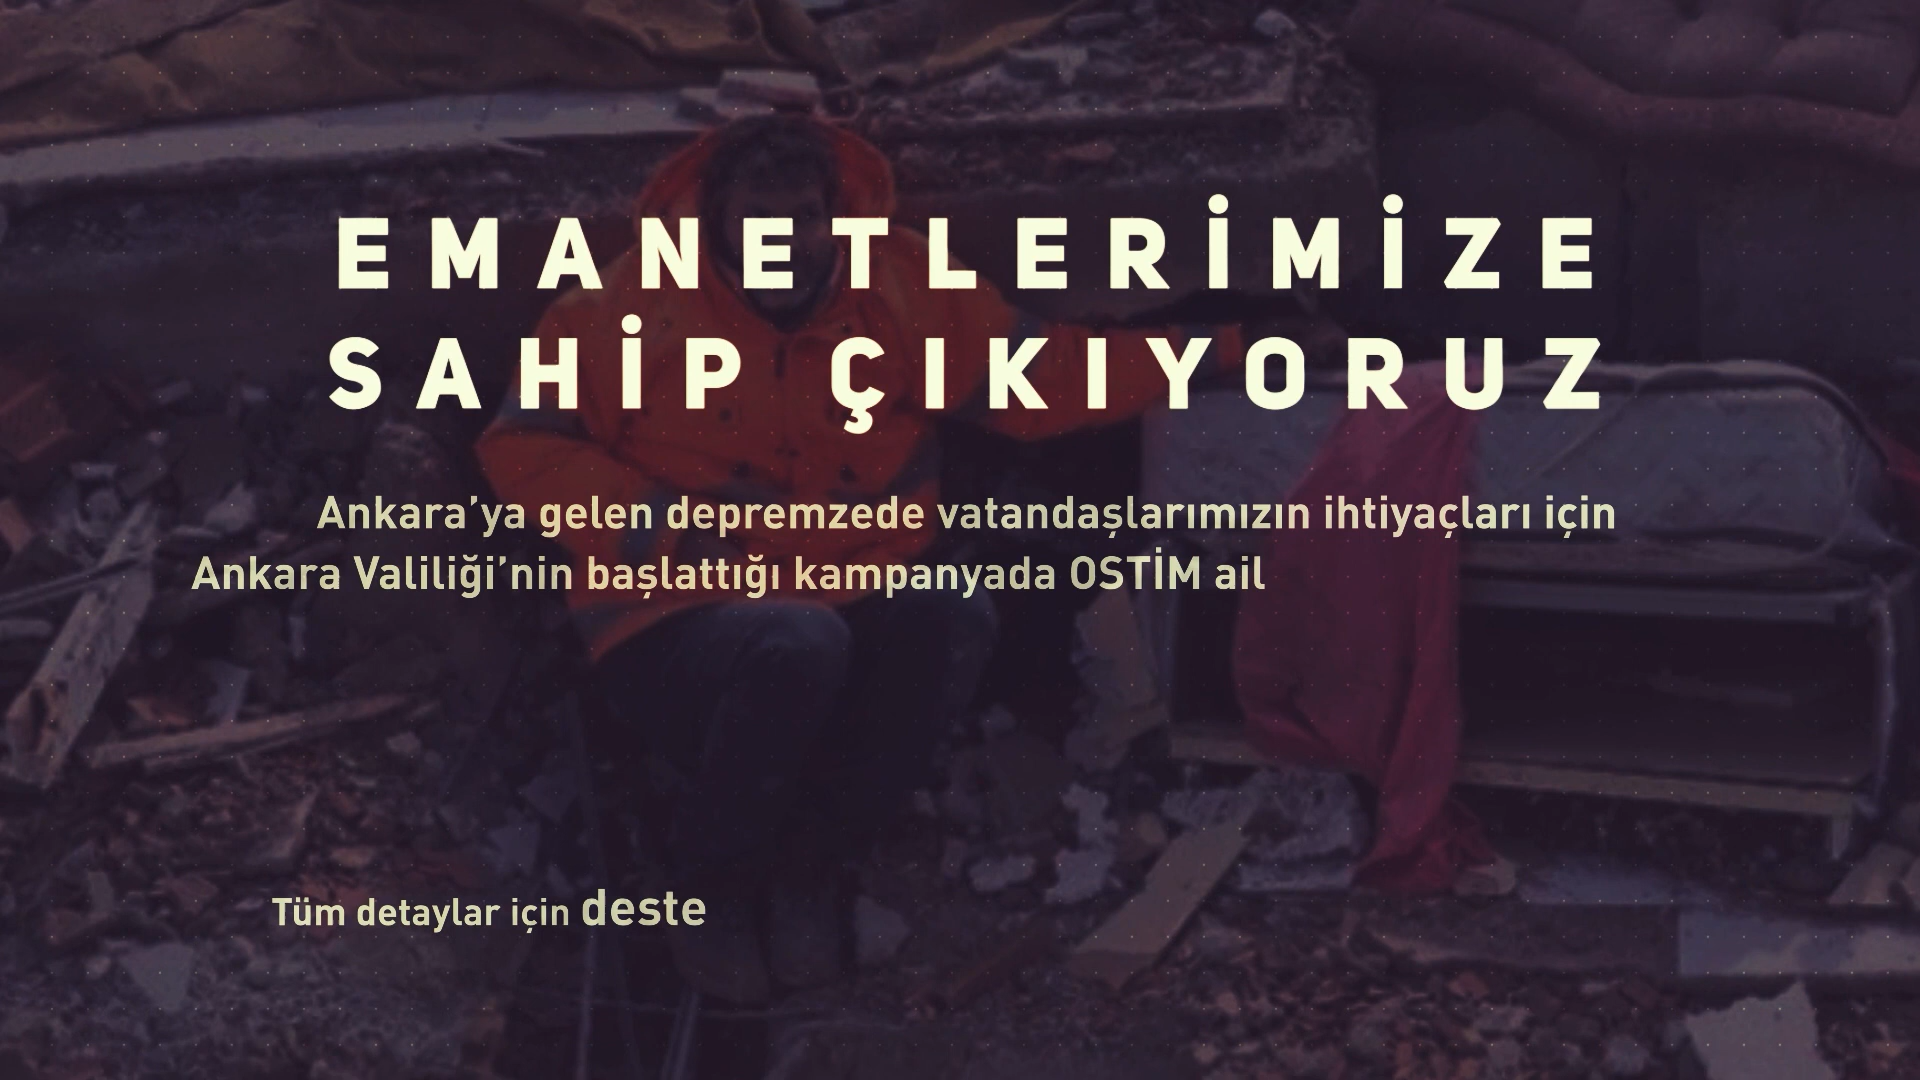 EMANETLERİMİZE
SAHİP ÇIKIYORUZ
Ankara’ya gelen depremzede vatandaşlarımızın ihtiyaçları için
Ankara Valiliği’nin başlattığı kampanyada OSTİM ail
Tüm detaylar için deste